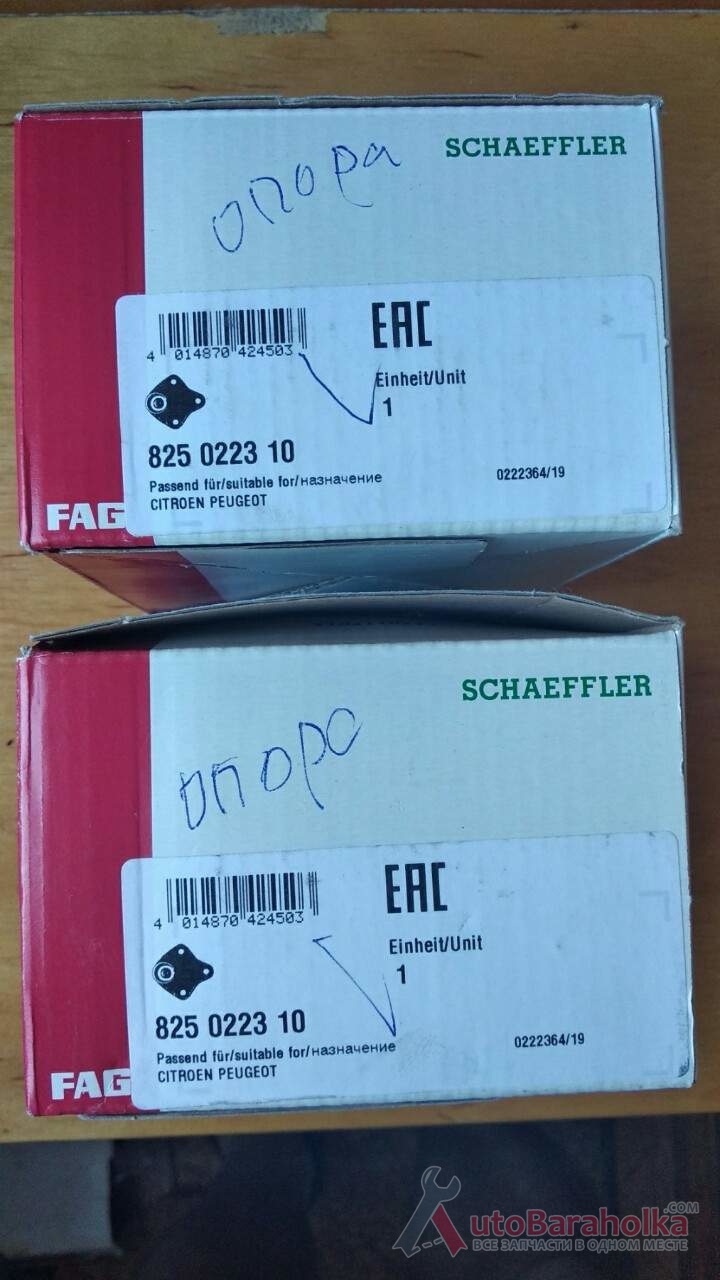 опора
SCHAEFFLER
EAC
4 014870 424503
Einheit/Unit
1
825 0223 10
Passend für/suitable for/назначение
0222364/19
CITROEN PEUGEOT
FAG
опора
SCHAEFFLER
EAC
4 014870 424503
Einheit/Unit
1
825 0223 10
Passend für/suitable for/назначение
0222364/19
CITROEN PEUGEOT
FAG
AutoBaraholka.COM
ВСЕ ЗАПЧАСТИ В ОДНОМ МЕСТЕ